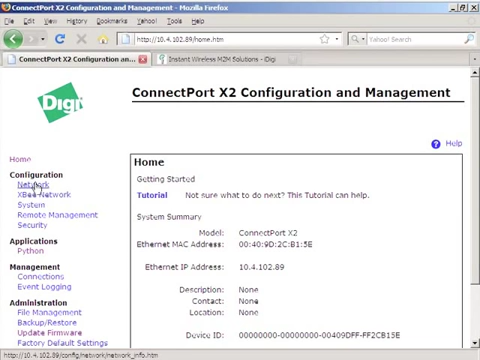 ConnectPort X2 Configuration and Management - Mozilla Firefox
File Edit View History Bookmarks Yahoo! Tools Help
http://10.4.102.89/home.htm
Yahoo! Search
ConnectPort X2 Configuration an...
Instant Wireless M2M Solutions - iDigi
Digi
ConnectPort X2 Configuration and Management
Help
Home
Configuration
Network
XBee Network
System
Remote Management
Security
Applications
Python
Management
Connections
Event Logging
Administration
File Management
Backup/Restore
Update Firmware
Factory Default Settings
Home
Getting Started
Tutorial Not sure what to do next? This Tutorial can help.
System Summary
Model: ConnectPort X2
Ethernet MAC Address: 00:40:9D:2C:B1:5E
Ethernet IP Address: 10.4.102.89
Description: None
Contact: None
Location: None
Device ID: 00000000-00000000-00409DFF-FF2CB15E
http://10.4.102.89/config/network/network_info.htm